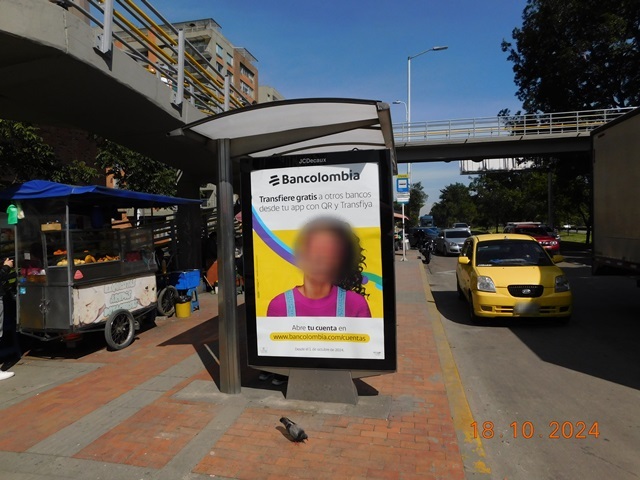 JCDecaux
Bancolombia
Transfiere gratis a otros bancos
desde tu app con QR y Transfiya
Abre tu cuenta en
www.bancolombia.com/cuentas
18 10 2024